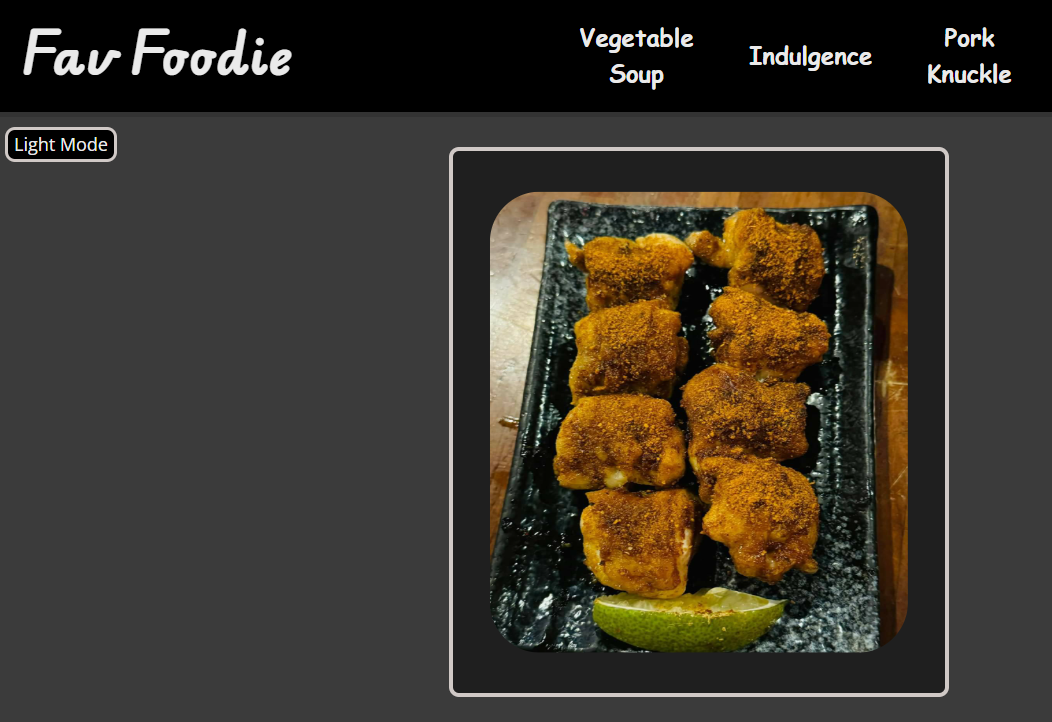 Fav Foodie
Vegetable
Soup
Indulgence
Pork
Knuckle
Light Mode